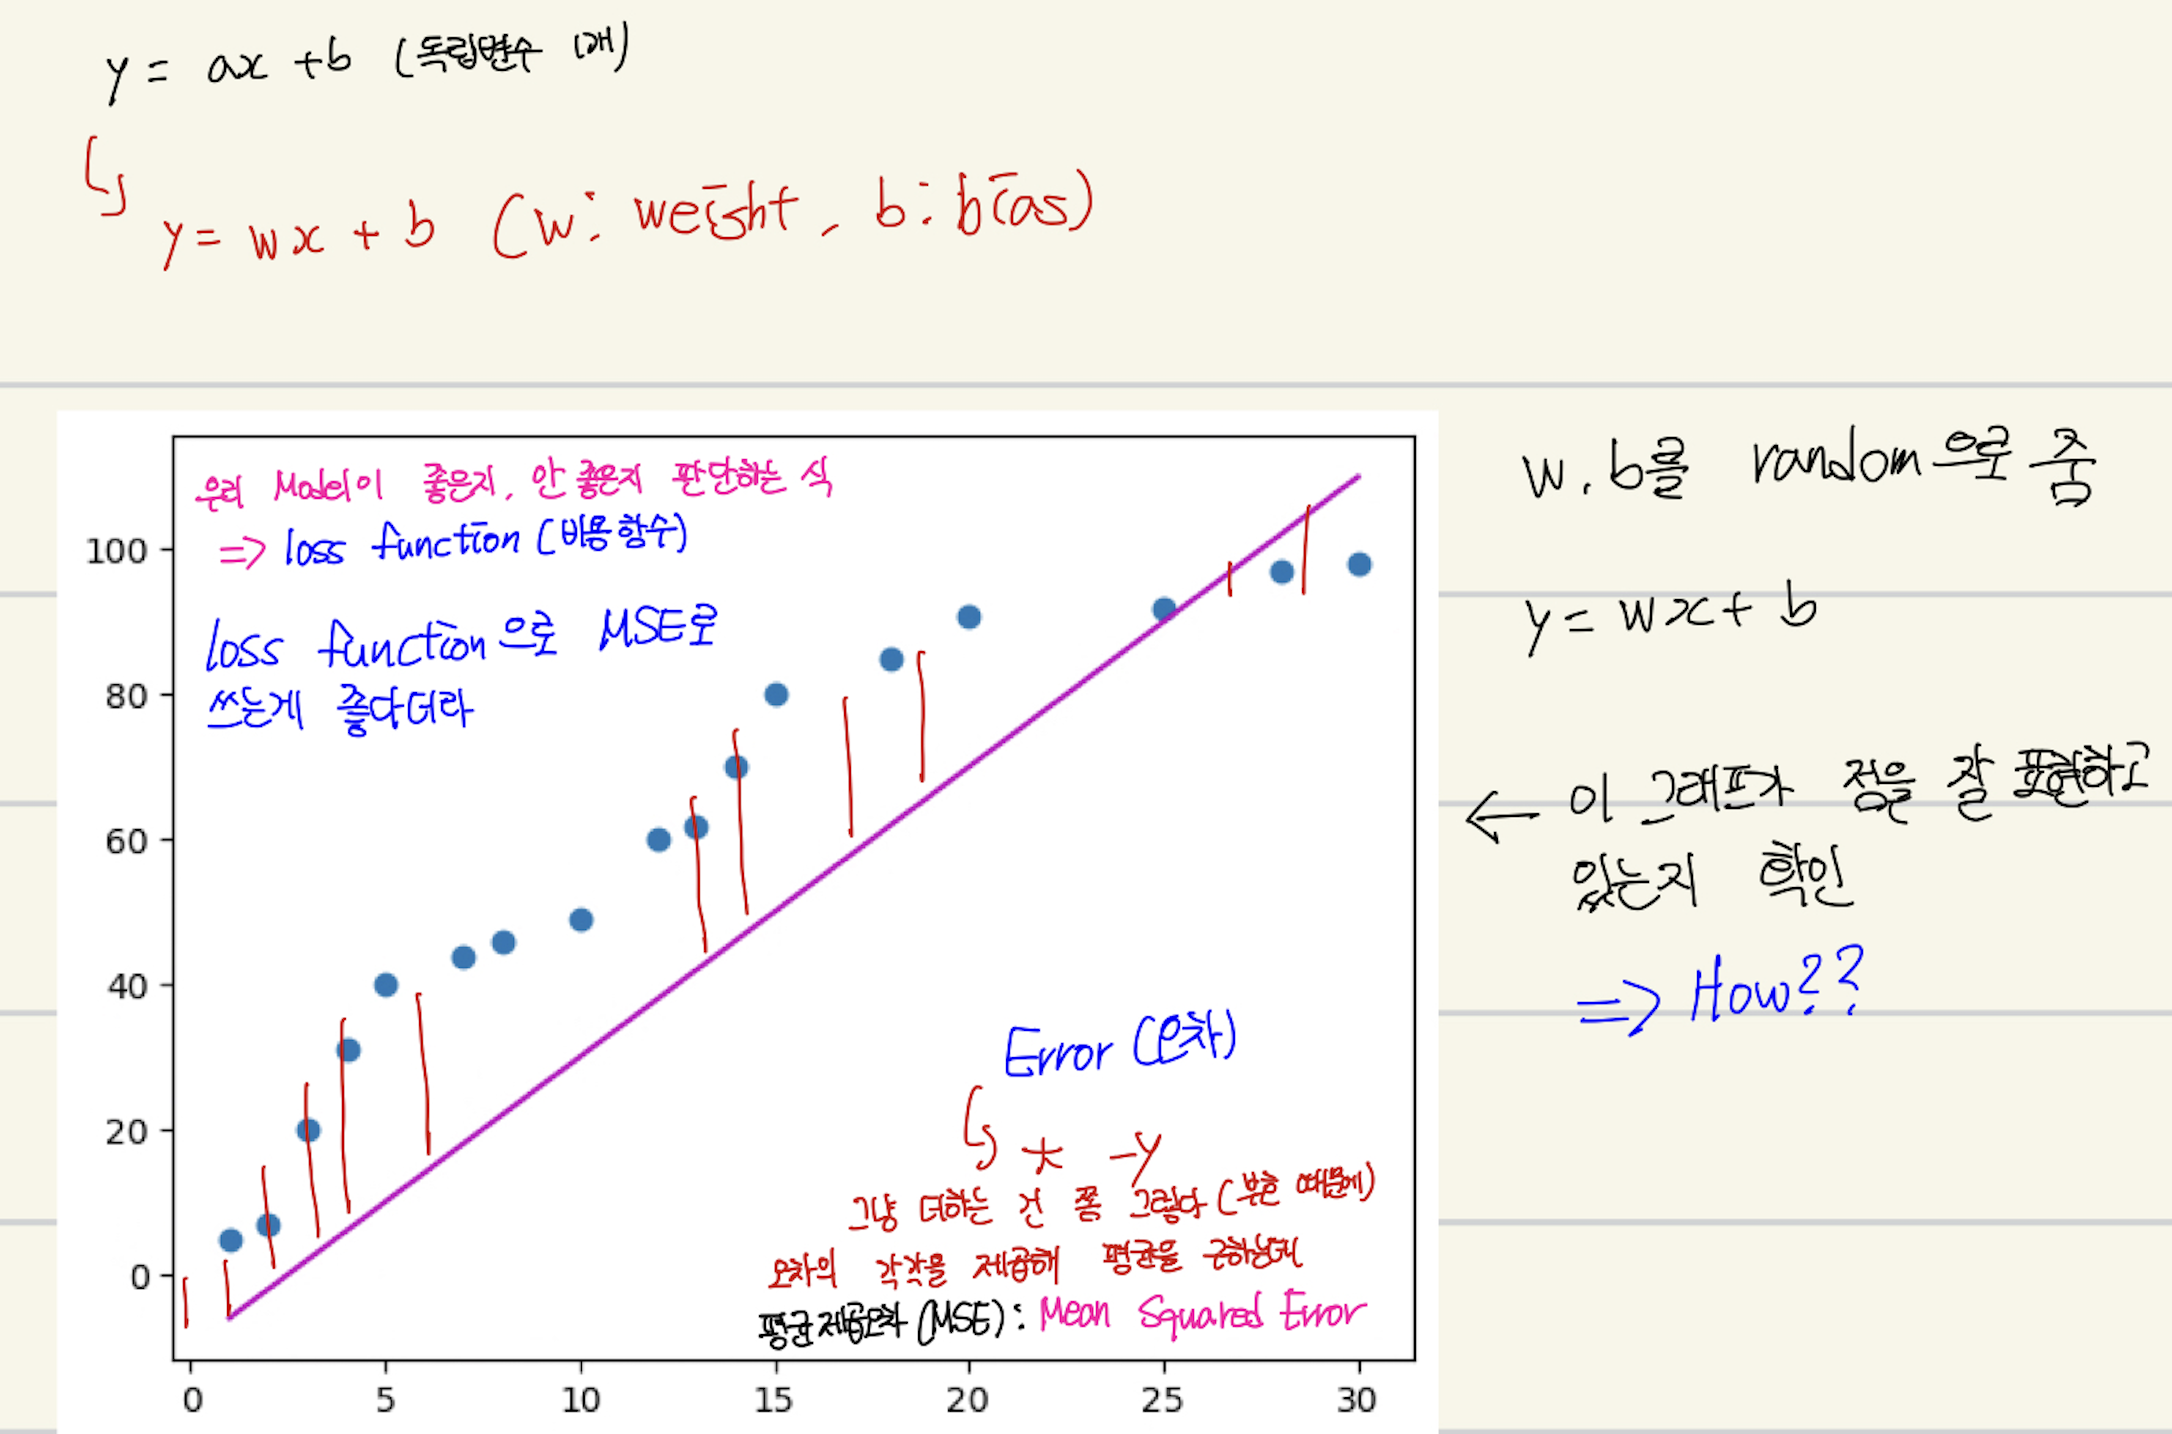 y = ax + b (독립변수 1개)
y = wx + b (w: weight, b: bias)
우리 Model이 좋은지, 안 좋은지 판단하는 식
=> loss function (비용함수)
loss function으로 MSE로
쓰는게 좋다더라
100
80
60
40
20
0
Error (오차)
-y
그냥 더하는 건 쫌 그렇다 (부호 때문에)
오차의 각각을 제곱해 평균을
평균제곱오차 (MSE): Mean Squared Error
0 5 10 15 20 25 30
w, b를 random으로 줌
y = wx + b
← 이 그래프가 점을 잘 표현하고
있는지 확인
=> How??